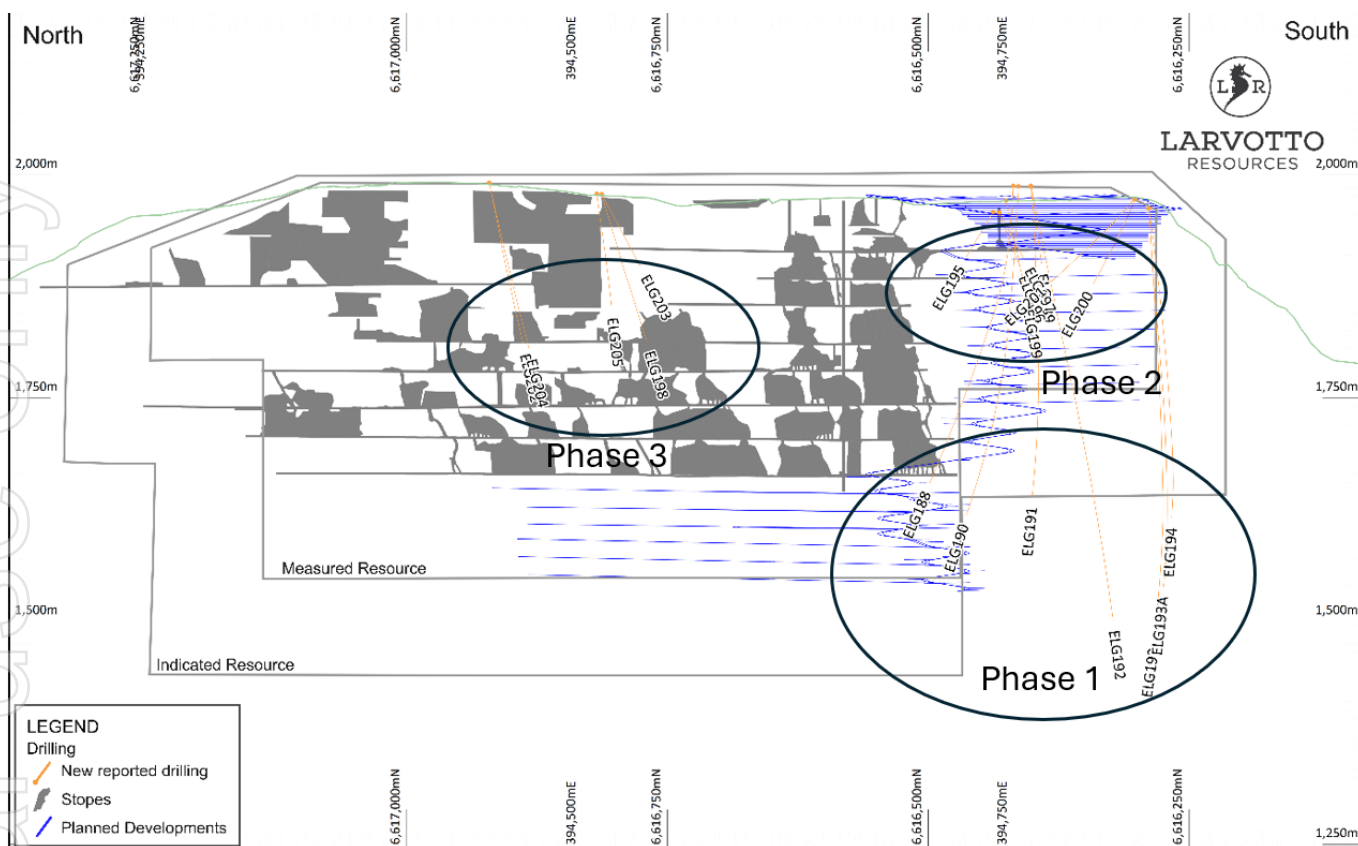 North
South
6,617,250mN
394,250mE
6,617,000mN
394,500mE
6,616,750mN
6,616,500mN
394,750mE
6,616,250mN
L R
LARVOTTO
RESOURCES
2,000m
2,000m
ELG203
ELG195
ELG200
ELG199
ELG205
ELG198
ELG204
1,750m
Phase 2
1,750m
Phase 3
ELG188
ELG190
ELG191
ELG194
Measured Resource
1,500m
1,500m
ELG193A
ELG192
ELG19
Indicated Resource
Phase 1
LEGEND
Drilling
New reported drilling
Stopes
Planned Developments
6,617,000mN
394,500mE
6,616,750mN
6,616,500mN
394,750mE
6,616,250mN
1,250m